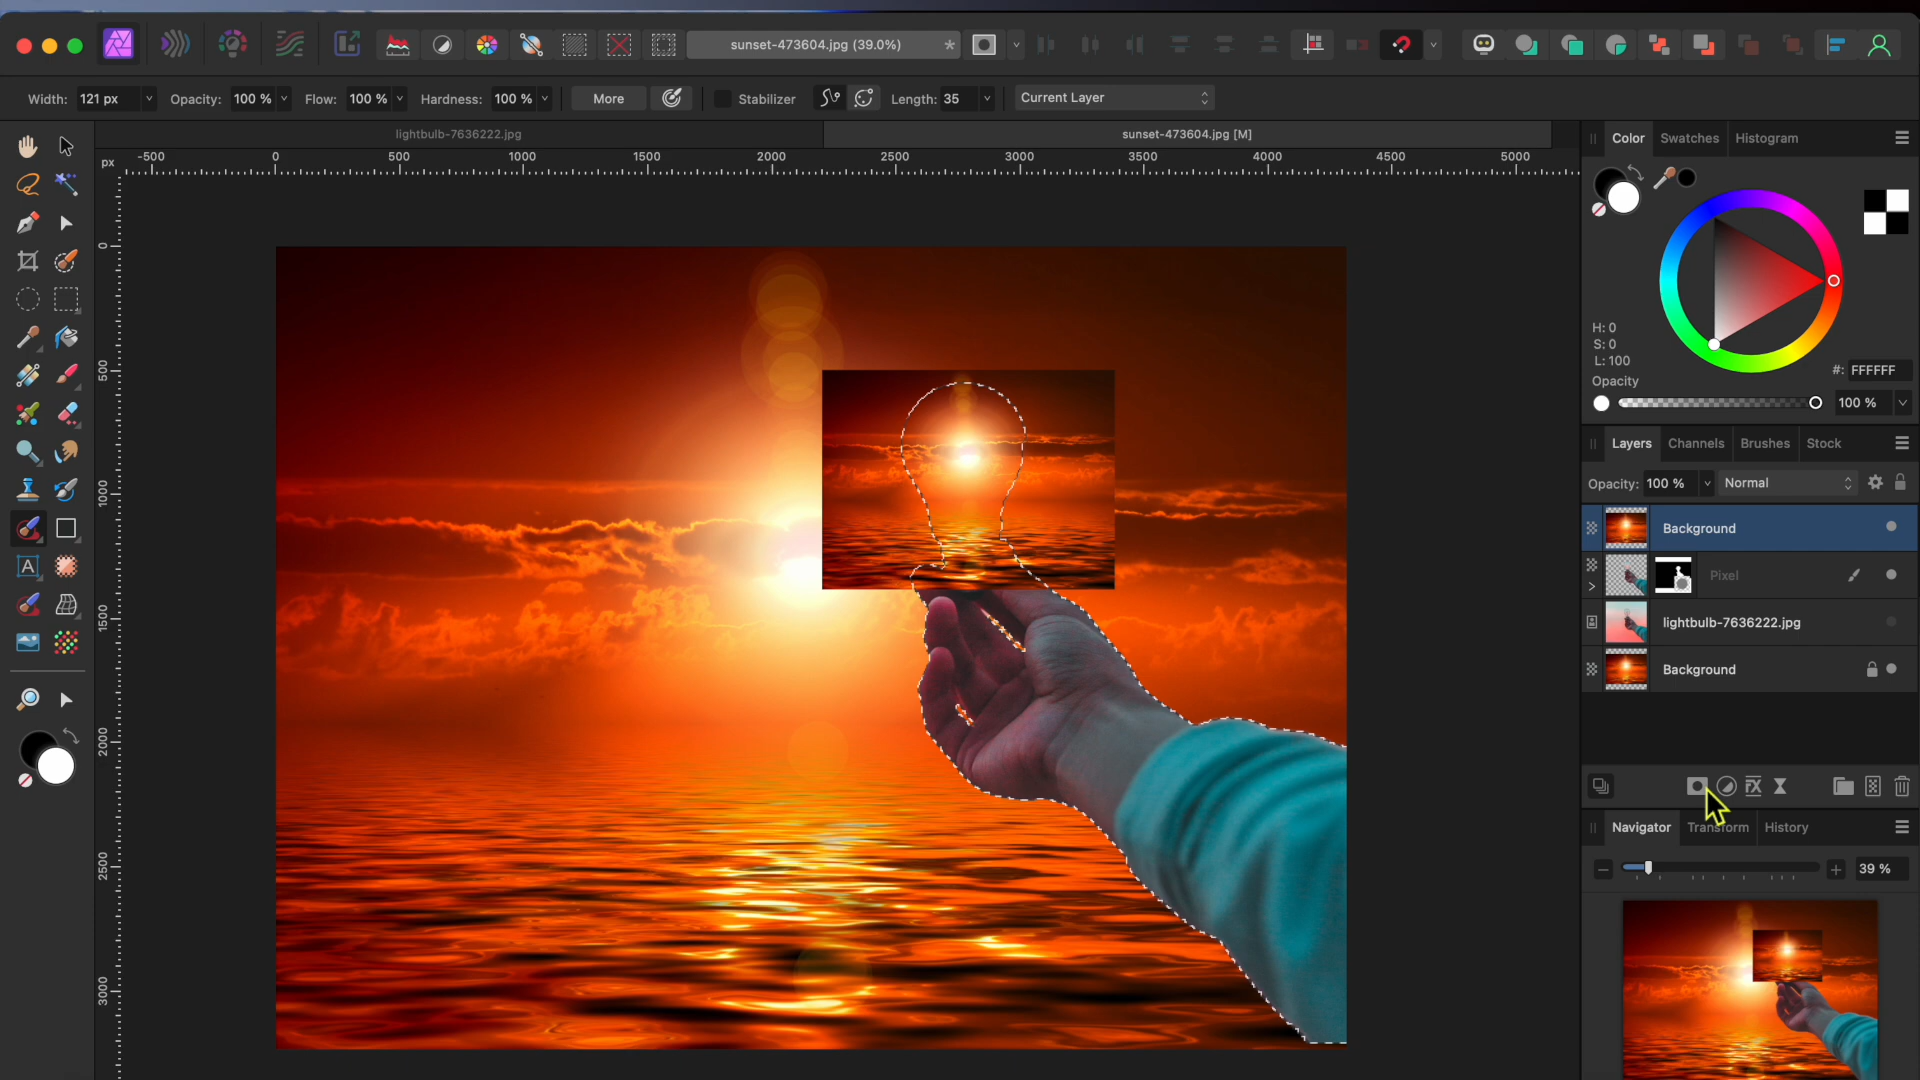 sunset-473604.jpg (39.0%)
*
Width: 121 px Opacity: 100 % Flow: 100 % Hardness: 100 % More Stabilizer Length: 35 Current Layer
lightbulb-7636222.jpg
sunset-473604.jpg [M]
px -500 0 500 1000 1500 2000 2500 3000 3500 4000 4500 5000
0
500
1000
1500
2000
2500
3000
Color Swatches Histogram
H: 0
S: 0
L: 100
#: FFFFFF
Opacity
100 %
Layers Channels Brushes Stock
Opacity: 100 % Normal
Background
Pixel
lightbulb-7636222.jpg
Background
FX
Navigator Transform History
39 %
A